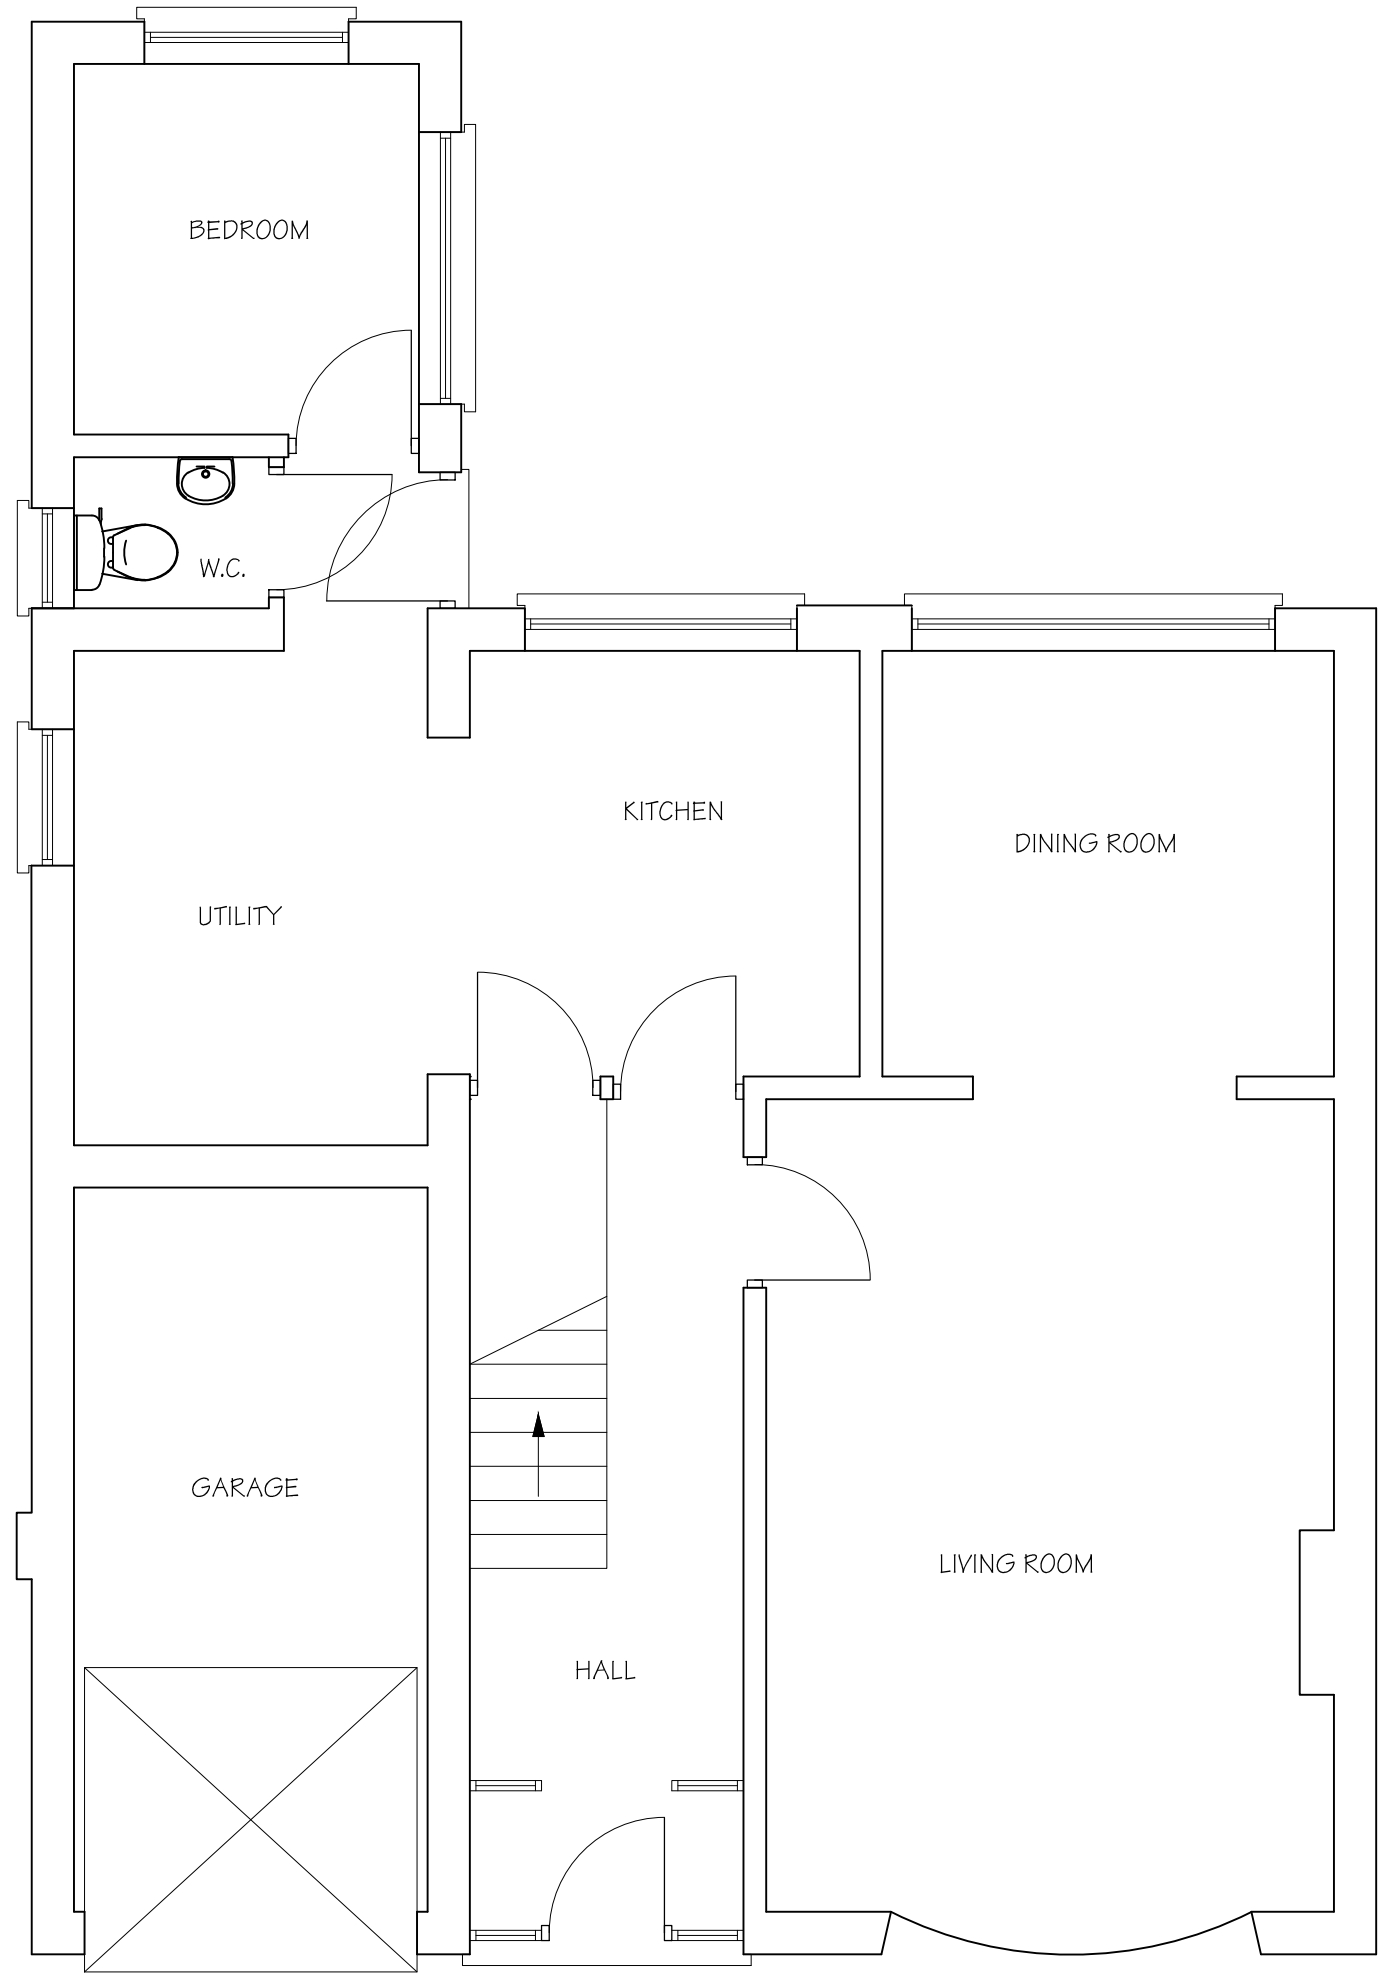 BEDROOM
W.C.
KITCHEN
DINING ROOM
UTILITY
GARAGE
LIVING ROOM
HALL